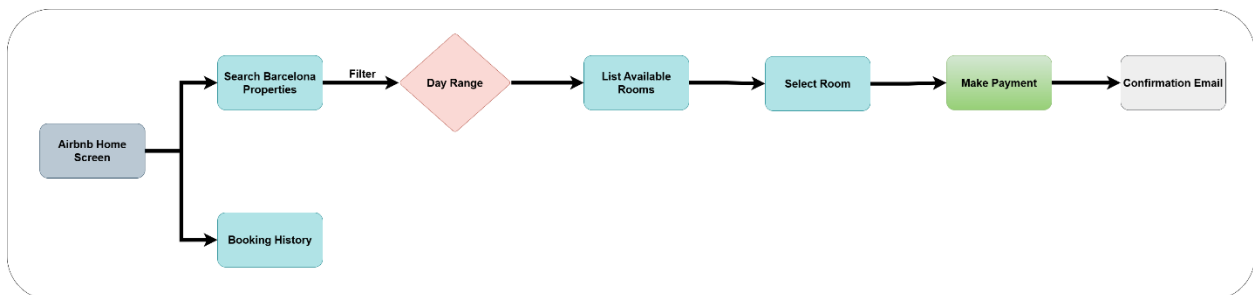 Search Barcelona
Properties
Filter
Day Range
List Available
Rooms
Select Room
Make Payment
Confirmation Email
Airbnb Home
Screen
Booking History